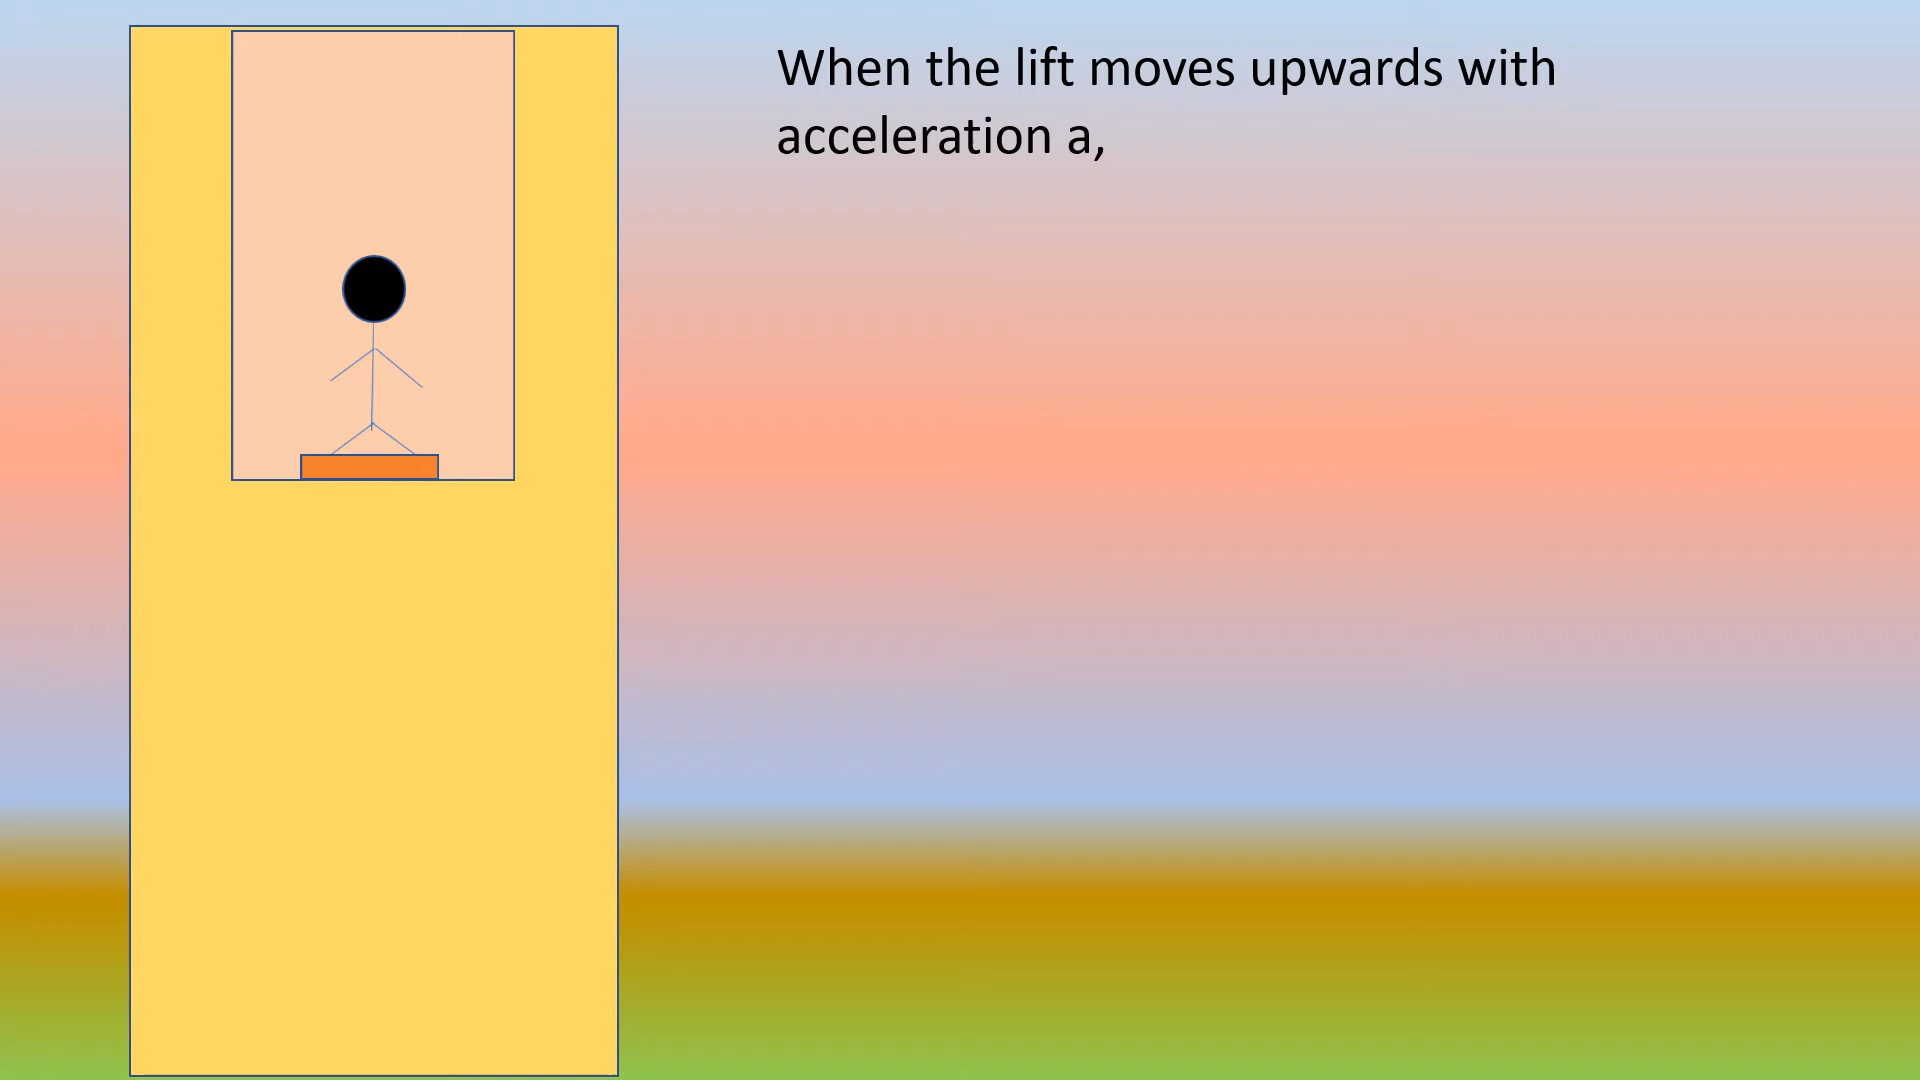 When the lift moves upwards with
acceleration a,